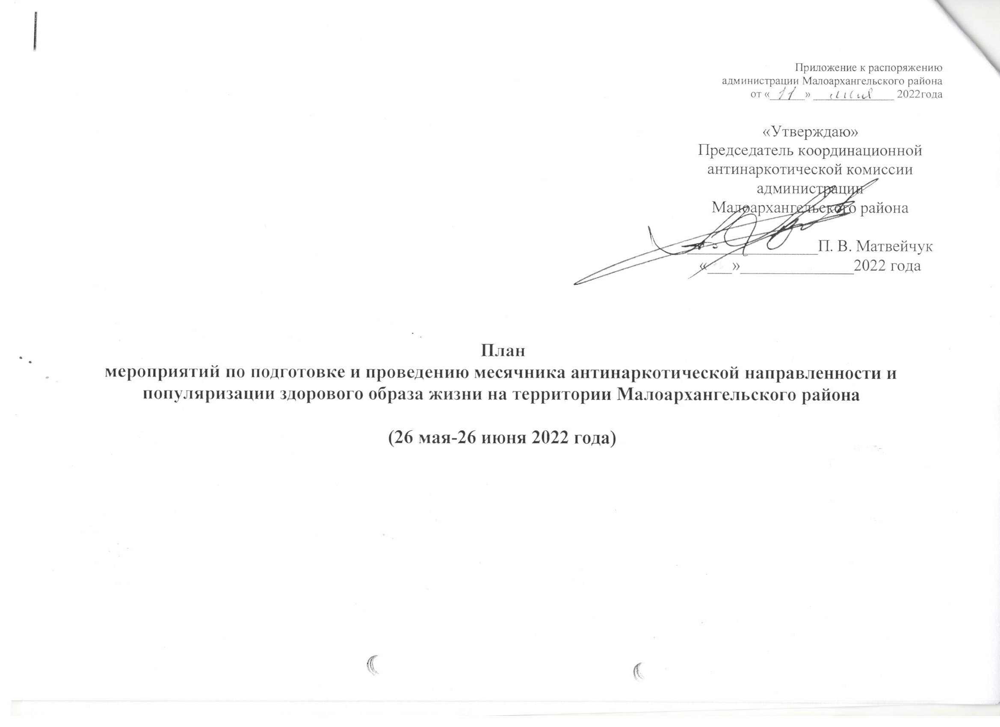 Приложение к распоряжению
администрации Малоархангельского района
от «11» мая 2022года
«Утверждаю»
Председатель координационной
антинаркотической комиссии
администрации
Малоархангельского района
______________П. В. Матвейчук
«___»______________2022 года
План
мероприятий по подготовке и проведению месячника антинаркотической направленности и
популяризации здорового образа жизни на территории Малоархангельского района
(26 мая-26 июня 2022 года)